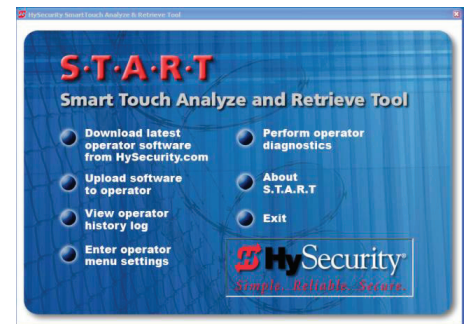 HySecurity SmartTouch Analyze & Retrieve Tool
S·T·A·R·T
Smart Touch Analyze and Retrieve Tool
Download latest
operator software
from HySecurity.com
Upload software
to operator
View operator
history log
Enter operator
menu settings
Perform operator
diagnostics
About
S.T.A.R.T
Exit
HySecurity®
Simple. Reliable. Secure.